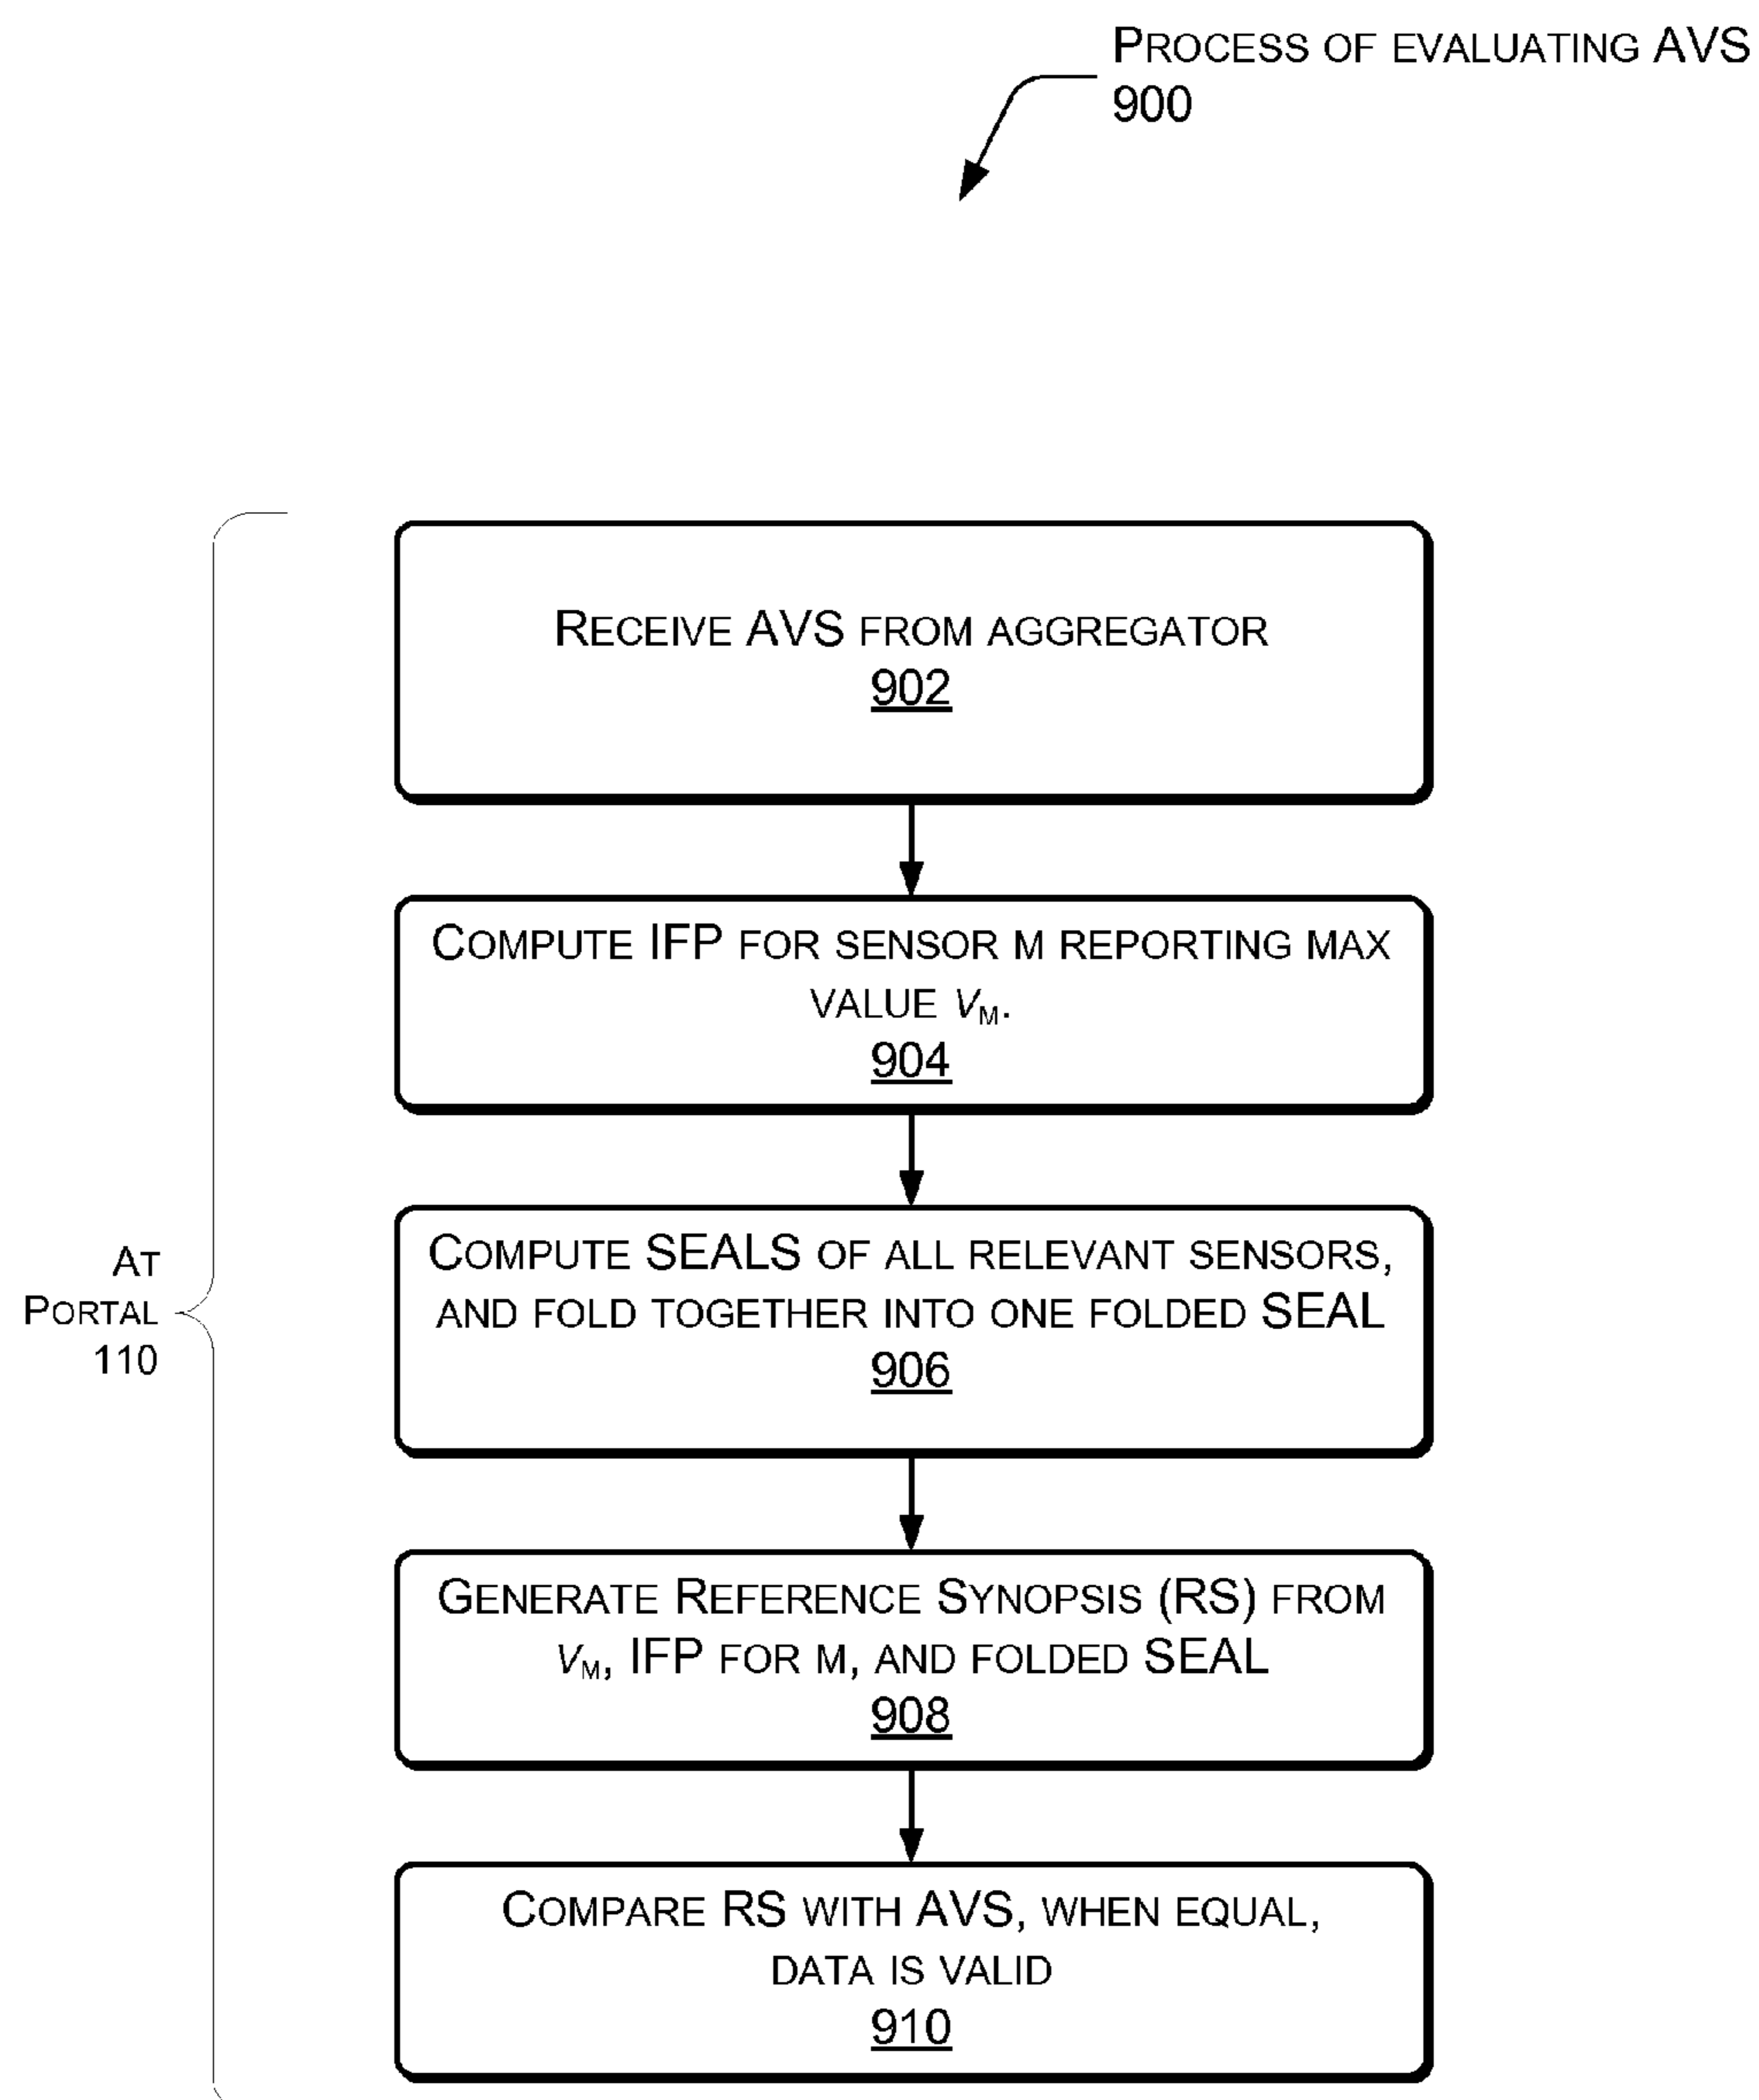 PROCESS OF EVALUATING AVS
900
RECEIVE AVS FROM AGGREGATOR
902
COMPUTE IFP FOR SENSOR M REPORTING MAX
VALUE VM.
904
COMPUTE SEALS OF ALL RELEVANT SENSORS,
AND FOLD TOGETHER INTO ONE FOLDED SEAL
906
AT
PORTAL
110
GENERATE REFERENCE SYNOPSIS (RS) FROM
VM, IFP FOR M, AND FOLDED SEAL
908
COMPARE RS WITH AVS, WHEN EQUAL,
DATA IS VALID
910